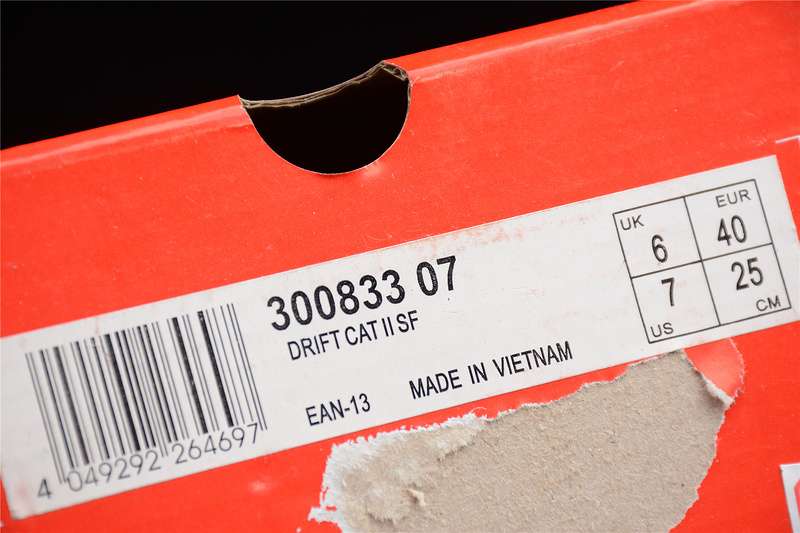 300833 07
DRIFT CAT II SF
EAN-13
MADE IN VIETNAM
4 049292 264697
UK 6
EUR 40
7 US
25 CM